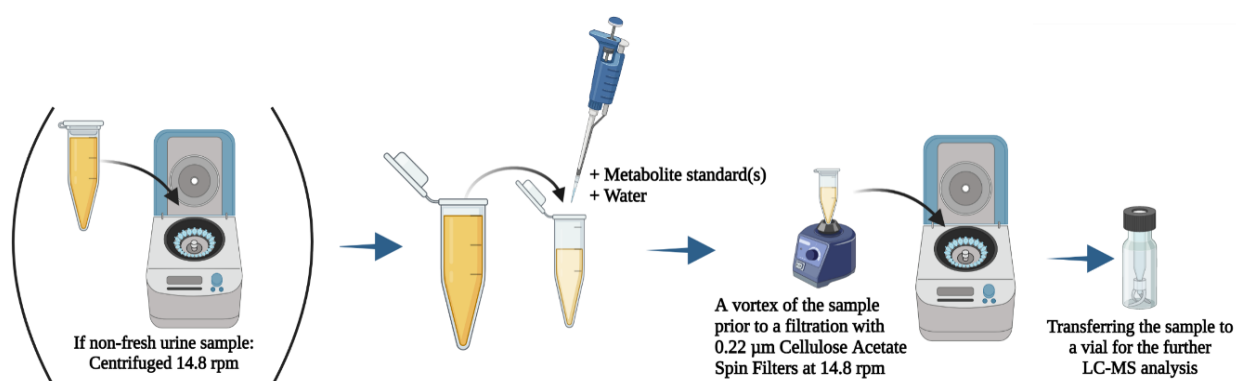 If non-fresh urine sample:
Centrifuged 14.8 rpm
+ Metabolite standard(s)
+ Water
A vortex of the sample
prior to a filtration with
0.22 µm Cellulose Acetate
Spin Filters at 14.8 rpm
Transferring the sample to
a vial for the further
LC-MS analysis